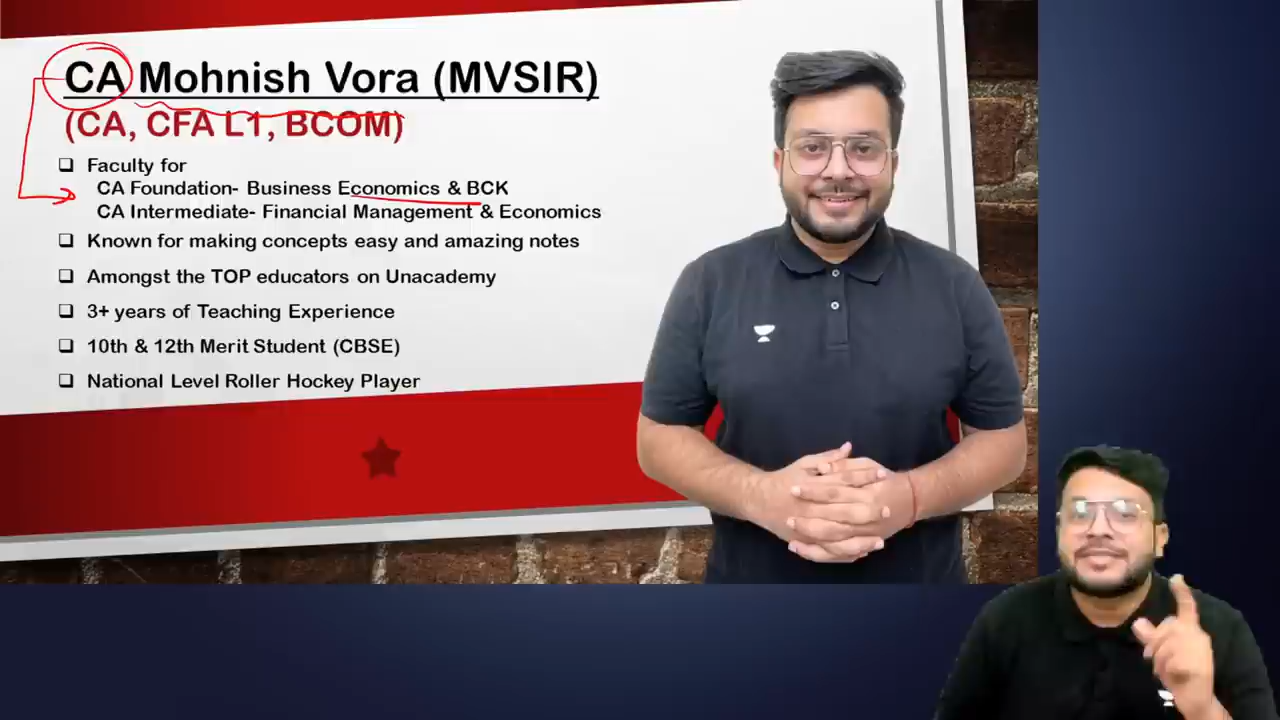 CA Mohnish Vora (MVSIR)
(CA, CFA L1, BCOM)
Faculty for
CA Foundation- Business Economics & BCK
CA Intermediate- Financial Management & Economics
Known for making concepts easy and amazing notes
Amongst the TOP educators on Unacademy
3+ years of Teaching Experience
10th & 12th Merit Student (CBSE)
National Level Roller Hockey Player